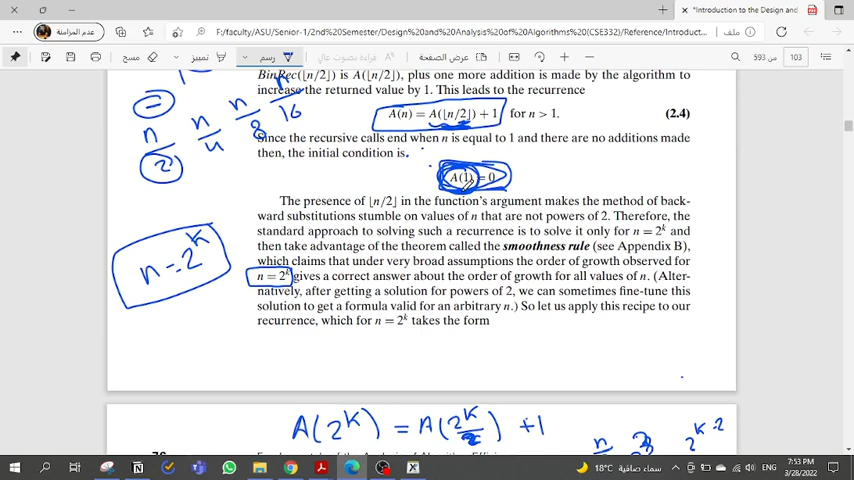 *Introduction to the Design and
عدم المزامنة
ملف
F:/faculty/ASU/Senior-1/2nd%20Semester/Design%20and%20Analysis%20of%20Algorithms%20(CSE332)/Reference/Introduct...
مسح
تمييز
رسم
قراءة بصوت عالٍ
عرض الصفحة
من 593
103
BinRec(⌊n/2⌋) is A(⌊n/2⌋), plus one more addition is made by the algorithm to
increase the returned value by 1. This leads to the recurrence
A(n) = A(⌊n/2⌋) + 1 for n > 1. (2.4)
Since the recursive calls end when n is equal to 1 and there are no additions made
then, the initial condition is
A(1) = 0
=
n/2 n/4 n/8 n/16
The presence of ⌊n/2⌋ in the function's argument makes the method of back-
ward substitutions stumble on values of n that are not powers of 2. Therefore, the
standard approach to solving such a recurrence is to solve it only for n = 2^k and
then take advantage of the theorem called the smoothness rule (see Appendix B),
which claims that under very broad assumptions the order of growth observed for
n = 2^k gives a correct answer about the order of growth for all values of n. (Alter-
natively, after getting a solution for powers of 2, we can sometimes fine-tune this
solution to get a formula valid for an arbitrary n.) So let us apply this recipe to our
recurrence, which for n = 2^k takes the form
n = 2^k
A(2^k) = A(2^k/2) + 1
2^k-2
18°C سماء صافية
ENG
7:53 PM
3/28/2022